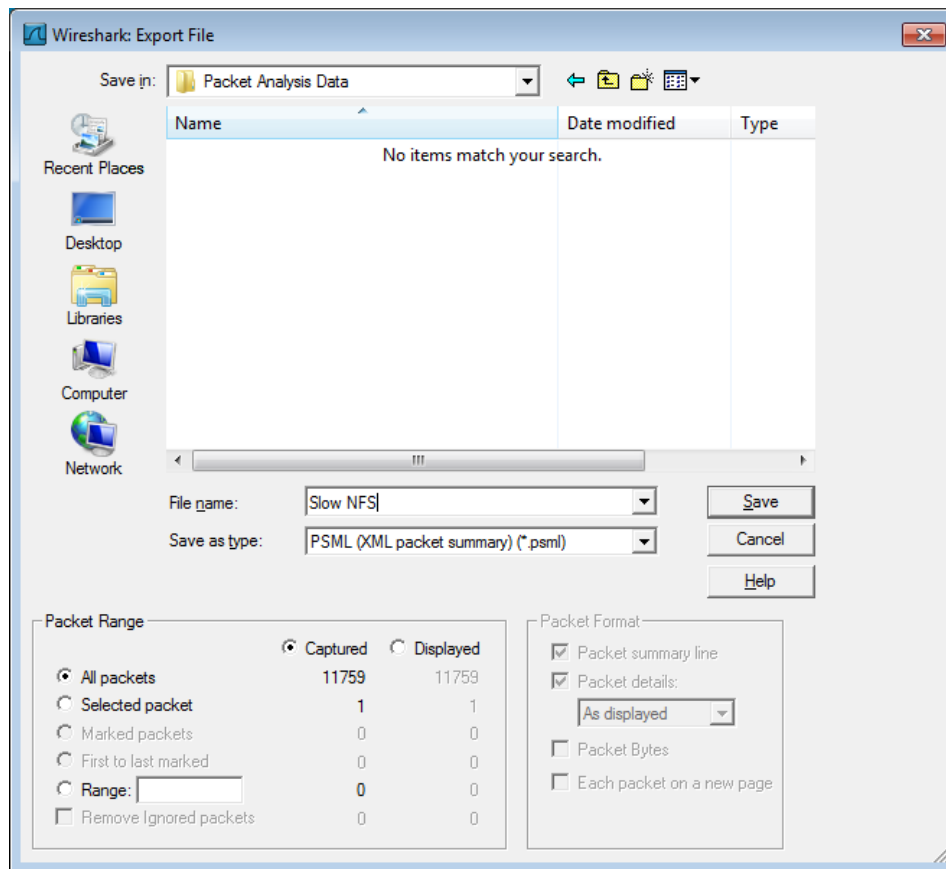 Wireshark: Export File
Save in: Packet Analysis Data
Name Date modified Type
No items match your search.
Recent Places
Desktop
Libraries
Computer
Network
File name: Slow NFS Save
Save as type: PSML (XML packet summary) (*.psml) Cancel
Help
Packet Range
Captured Displayed
All packets 11759 11759
Selected packet 1 1
Marked packets 0 0
First to last marked 0 0
Range: 0 0
Remove Ignored packets 0 0
Packet Format
Packet summary line
Packet details:
As displayed
Packet Bytes
Each packet on a new page